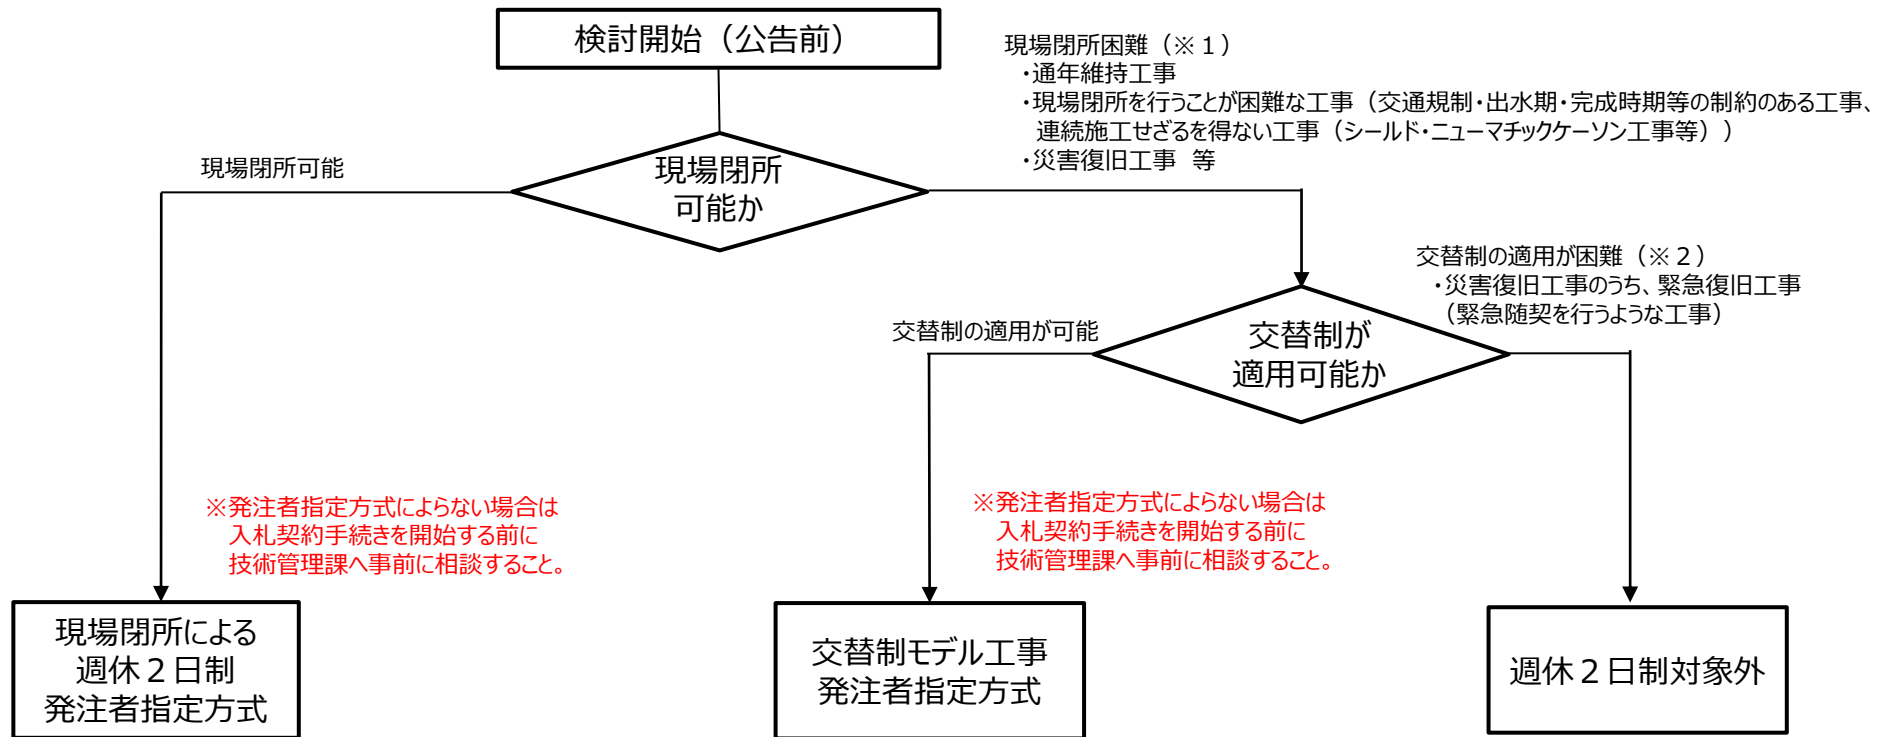 検討開始（公告前）
現場閉所困難（※１）
・通年維持工事
・現場閉所を行うことが困難な工事（交通規制・出水期・完成時期等の制約のある工事、
連続施工せざるを得ない工事（シールド・ニューマチックケーソン工事等））
・災害復旧工事 等
現場閉所可能
現場閉所
可能か
交替制の適用が困難（※２）
・災害復旧工事のうち、緊急復旧工事
（緊急随契を行うような工事）
交替制の適用が可能
交替制が
適用可能か
※発注者指定方式によらない場合は
入札契約手続きを開始する前に
技術管理課へ事前に相談すること。
※発注者指定方式によらない場合は
入札契約手続きを開始する前に
技術管理課へ事前に相談すること。
現場閉所による
週休２日制
発注者指定方式
交替制モデル工事
発注者指定方式
週休２日制対象外